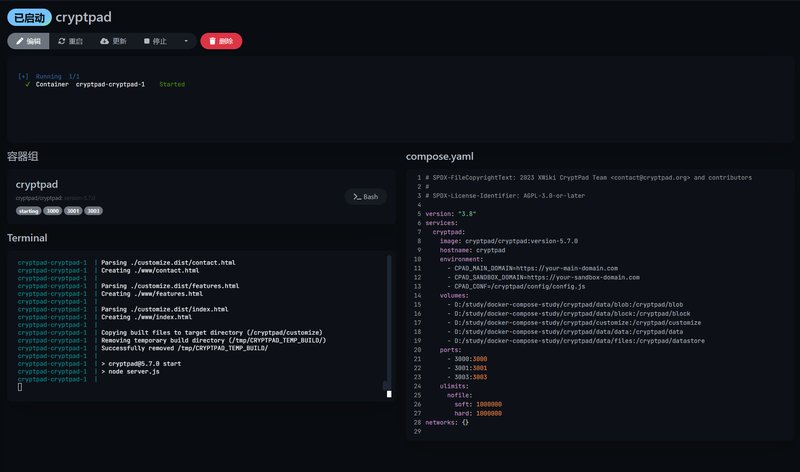 已启动 cryptpad
编辑 重启 更新 停止 删除
[+] Running 1/1
✓ Container cryptpad-cryptpad-1 Started
容器组
cryptpad
cryptpad/cryptpad: version-5.7.0
starting 3000 3001 3003
>_ Bash
Terminal
cryptpad-cryptpad-1 | Parsing ./customize.dist/contact.html
cryptpad-cryptpad-1 | Creating ./www/contact.html
cryptpad-cryptpad-1 |
cryptpad-cryptpad-1 | Parsing ./customize.dist/features.html
cryptpad-cryptpad-1 | Creating ./www/features.html
cryptpad-cryptpad-1 |
cryptpad-cryptpad-1 | Parsing ./customize.dist/index.html
cryptpad-cryptpad-1 | Creating ./www/index.html
cryptpad-cryptpad-1 |
cryptpad-cryptpad-1 | Copying built files to target directory (/cryptpad/customize)
cryptpad-cryptpad-1 | Removing temporary build directory (/tmp/CRYPTPAD_TEMP_BUILD/)
cryptpad-cryptpad-1 | Successfully removed /tmp/CRYPTPAD_TEMP_BUILD/
cryptpad-cryptpad-1 |
cryptpad-cryptpad-1 | > cryptpad@5.7.0 start
cryptpad-cryptpad-1 | > node server.js
cryptpad-cryptpad-1 |
compose.yaml
1 # SPDX-FileCopyrightText: 2023 XWiki CryptPad Team <contact@cryptpad.org> and contributors
2 #
3 # SPDX-License-Identifier: AGPL-3.0-or-later
4
5 version: "3.8"
6 services:
7 cryptpad:
8 image: cryptpad/cryptpad:version-5.7.0
9 hostname: cryptpad
10 environment:
11 - CPAD_MAIN_DOMAIN=https://your-main-domain.com
12 - CPAD_SANDBOX_DOMAIN=https://your-sandbox-domain.com
13 - CPAD_CONF=/cryptpad/config/config.js
14 volumes:
15 - D:/study/docker-compose-study/cryptpad/data/blob:/cryptpad/blob
16 - D:/study/docker-compose-study/cryptpad/data/block:/cryptpad/block
17 - D:/study/docker-compose-study/cryptpad/customize:/cryptpad/customize
18 - D:/study/docker-compose-study/cryptpad/data/data:/cryptpad/data
19 - D:/study/docker-compose-study/cryptpad/data/files:/cryptpad/datastore
20 ports:
21 - 3000:3000
22 - 3001:3001
23 - 3003:3003
24 ulimits:
25 nofile:
26 soft: 1000000
27 hard: 1000000
28 networks: {}
29